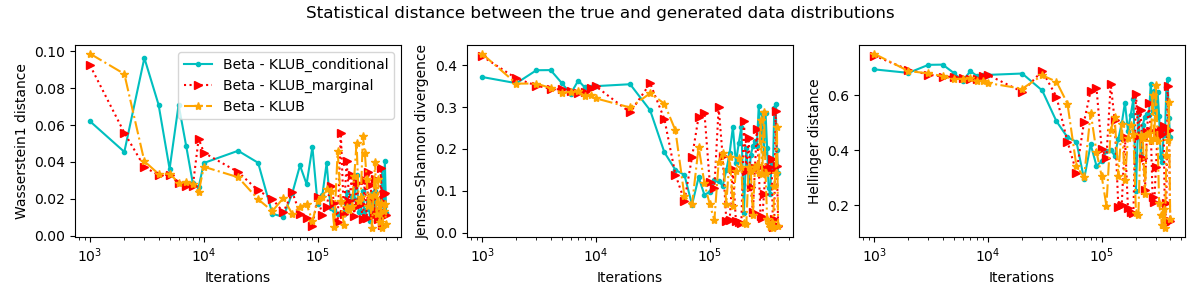 Statistical distance between the true and generated data distributions
Wasserstein1 distance
0.10
0.08
0.06
0.04
0.02
0.00
Beta - KLUB_conditional
Beta - KLUB_marginal
Beta - KLUB
10³
10⁴
10⁵
Iterations
Jensen–Shannon divergence
0.4
0.3
0.2
0.1
0.0
10³
10⁴
10⁵
Iterations
Hellinger distance
0.6
0.4
0.2
10³
10⁴
10⁵
Iterations